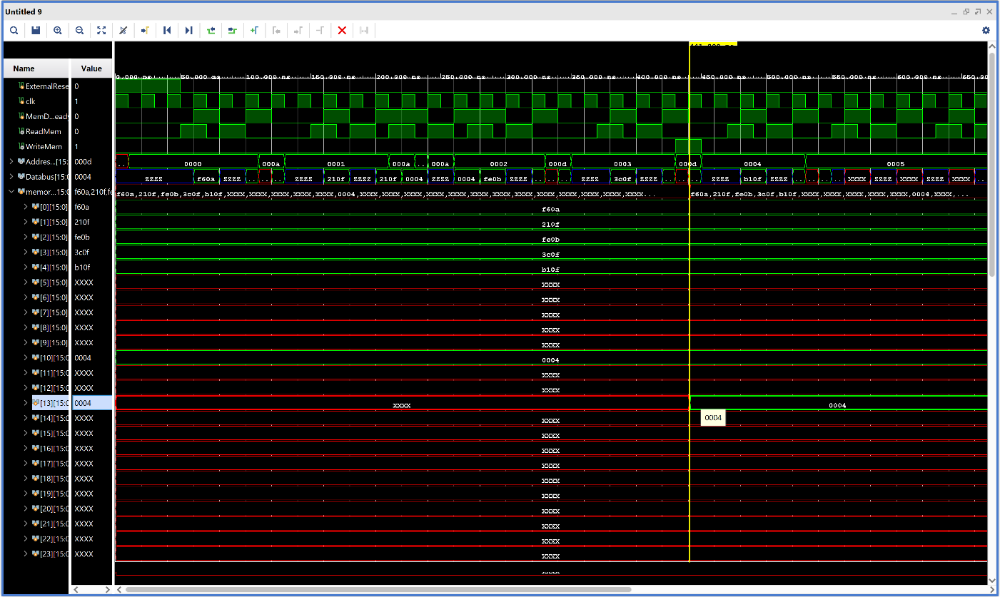 Untitled 9
Name Value
0.000 ns 50.000 ns 100.000 ns 150.000 ns 200.000 ns 250.000 ns 300.000 ns 350.000 ns 400.000 ns 450.000 ns 500.000 ns 550.000 ns 600.000 ns 650.00
ExternalRese 0
clk 1
MemD...eady 0
ReadMem 0
WriteMem 1
Addres...[15: 000d ... 0000 000a 0001 000a ... 000a 0002 000d 0003 000d 0004 0005
Databus[15:0 0004 ZZZZ f60a ZZZZ ... ... ZZZZ 210f ZZZZ 210f 0004 ZZZZ 0004 fe0b ZZZZ ... ... ZZZZ 3c0f ZZZZ ... ... ... ZZZZ b10f ZZZZ ... ... ... XXXX ZZZZ XXXX ZZZZ XXXX ...
memor...15:0 f60a,210f,fe f60a,210f,fe0b,3c0f,b10f,XXXX,XXXX,XXXX,XXXX,XXXX,0004,XXXX,XXXX,XXXX,XXXX,XXXX,XXXX,XXXX,XXXX,XXXX,XXXX,XXXX... f60a,210f,fe0b,3c0f,b10f,XXXX,XXXX,XXXX,XXXX,XXXX,0004,XXXX,...
[0][15:0] f60a f60a
[1][15:0] 210f 210f
[2][15:0] fe0b fe0b
[3][15:0] 3c0f 3c0f
[4][15:0] b10f b10f
[5][15:0] XXXX XXXX
[6][15:0] XXXX XXXX
[7][15:0] XXXX XXXX
[8][15:0] XXXX XXXX
[9][15:0] XXXX XXXX
[10][15:0 0004 0004
[11][15:0 XXXX XXXX
[12][15:0 XXXX XXXX
[13][15:0 0004 XXXX 0004
[14][15:0 XXXX XXXX 0004
[15][15:0 XXXX XXXX
[16][15:0 XXXX XXXX
[17][15:0 XXXX XXXX
[18][15:0 XXXX XXXX
[19][15:0 XXXX XXXX
[20][15:0 XXXX XXXX
[21][15:0 XXXX XXXX
[22][15:0 XXXX XXXX
[23][15:0 XXXX XXXX